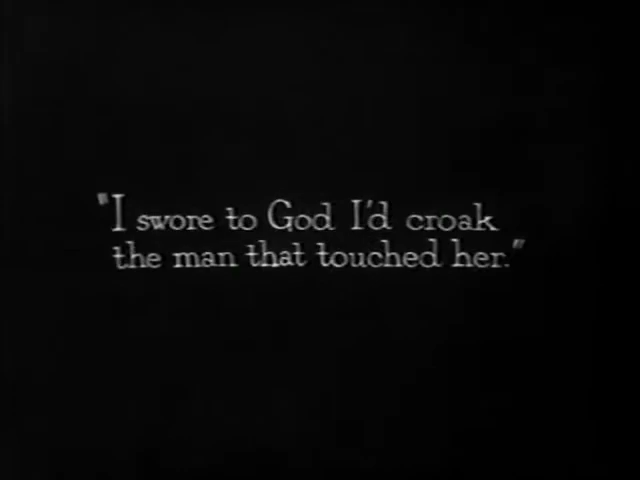 "I swore to God I'd croak
the man that touched her."